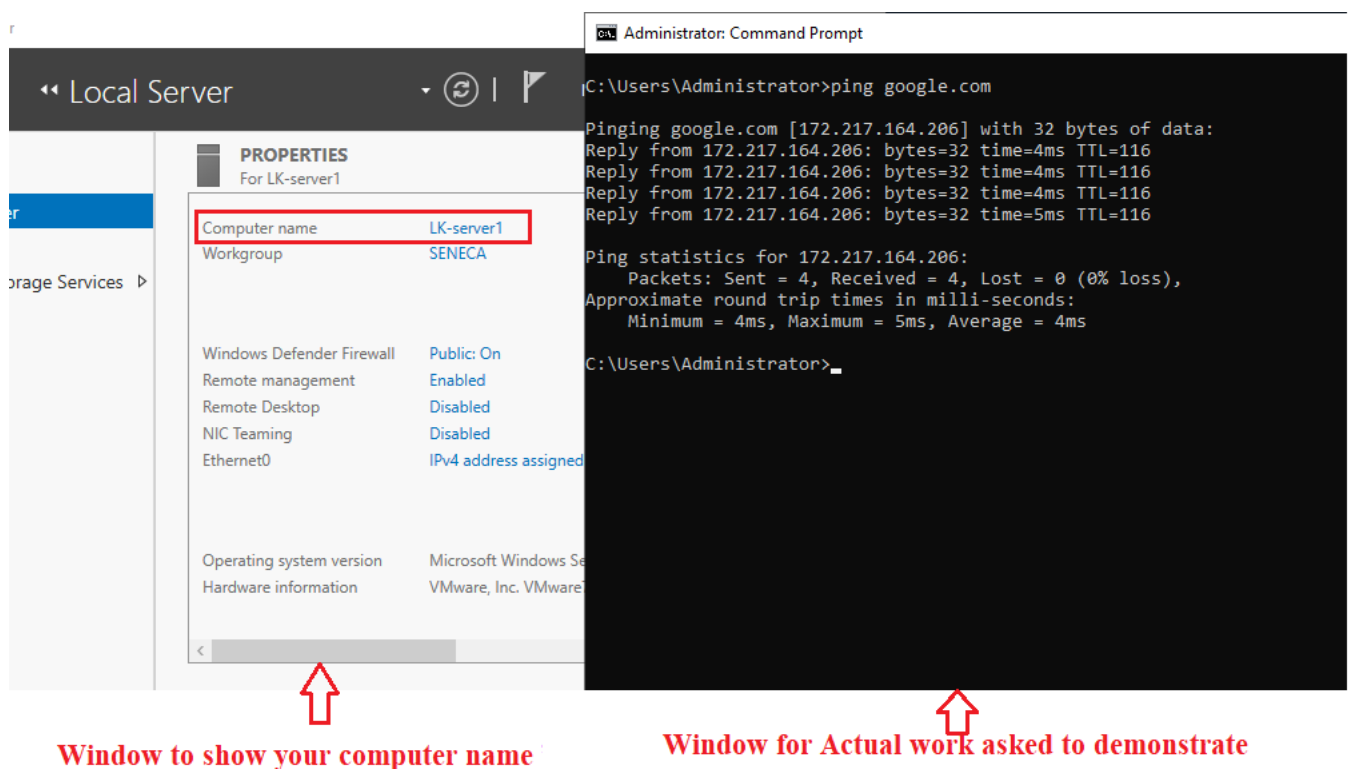 r
Local Server
PROPERTIES
For LK-server1
er
orage Services
Computer name LK-server1
Workgroup SENECA
Windows Defender Firewall Public: On
Remote management Enabled
Remote Desktop Disabled
NIC Teaming Disabled
Ethernet0 IPv4 address assigned
Operating system version Microsoft Windows Se
Hardware information VMware, Inc. VMware
Administrator: Command Prompt
C:\Users\Administrator>ping google.com
Pinging google.com [172.217.164.206] with 32 bytes of data:
Reply from 172.217.164.206: bytes=32 time=4ms TTL=116
Reply from 172.217.164.206: bytes=32 time=4ms TTL=116
Reply from 172.217.164.206: bytes=32 time=4ms TTL=116
Reply from 172.217.164.206: bytes=32 time=5ms TTL=116
Ping statistics for 172.217.164.206:
Packets: Sent = 4, Received = 4, Lost = 0 (0% loss),
Approximate round trip times in milli-seconds:
Minimum = 4ms, Maximum = 5ms, Average = 4ms
C:\Users\Administrator>
Window to show your computer name
Window for Actual work asked to demonstrate